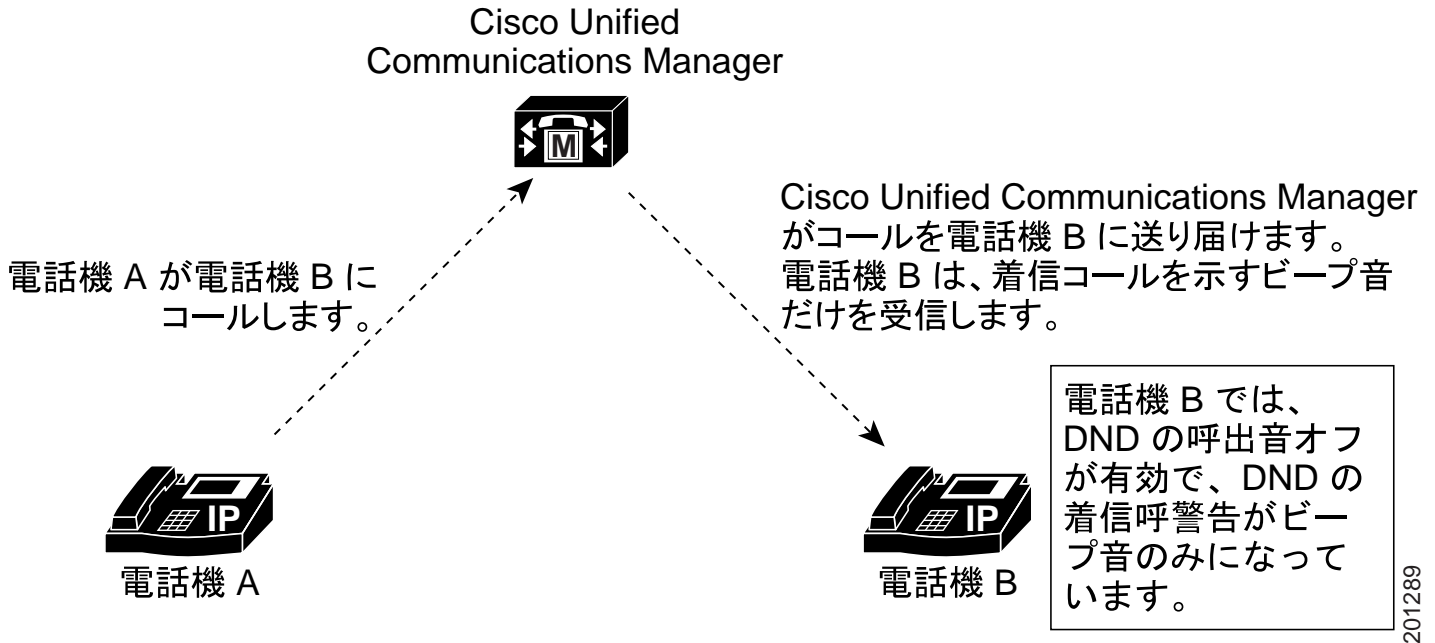 Cisco Unified
Communications Manager
M
Cisco Unified Communications Manager
がコールを電話機 B に送り届けます。
電話機 B は、着信コールを示すビープ音
だけを受信します。
電話機 A が電話機 B に
コールします。
電話機 B では、
DND の呼出音オフ
が有効で、DND の
着信呼警告がビー
プ音のみになって
います。
IP
電話機 A
IP
電話機 B
201289